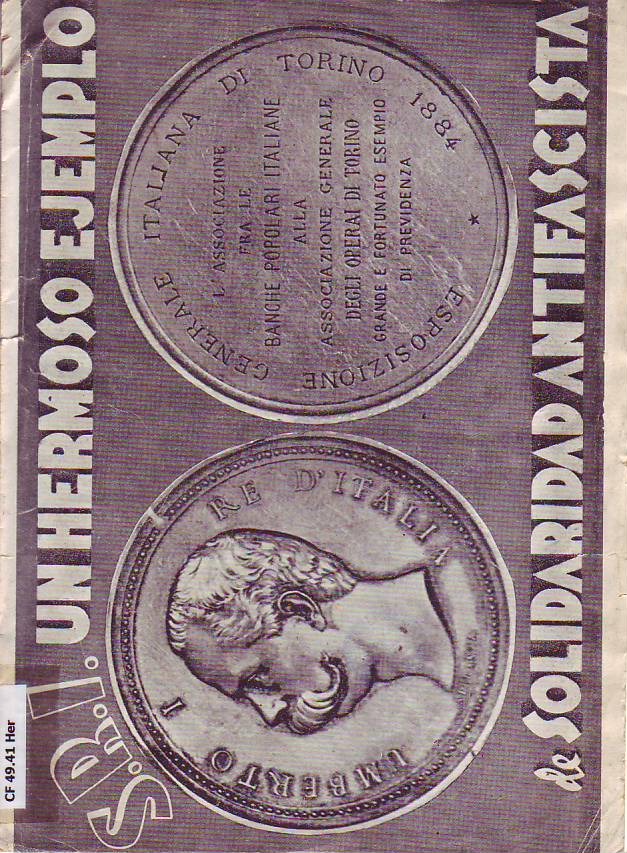 S.R.I.
UN HERMOSO EJEMPLO
UMBERTO I RE D'ITALIA
ESPOSIZIONE GENERALE ITALIANA DI TORINO 1884
L'ASSOCIAZIONE
FRA LE
BANCHE POPOLARI ITALIANE
ALLA
ASSOCIAZIONE GENERALE
DEGLI OPERAI DI TORINO
GRANDE E FORTUNATO ESEMPIO
DI PREVIDENZA
de SOLIDARIDAD ANTIFASCISTA
CF 49.41 Her